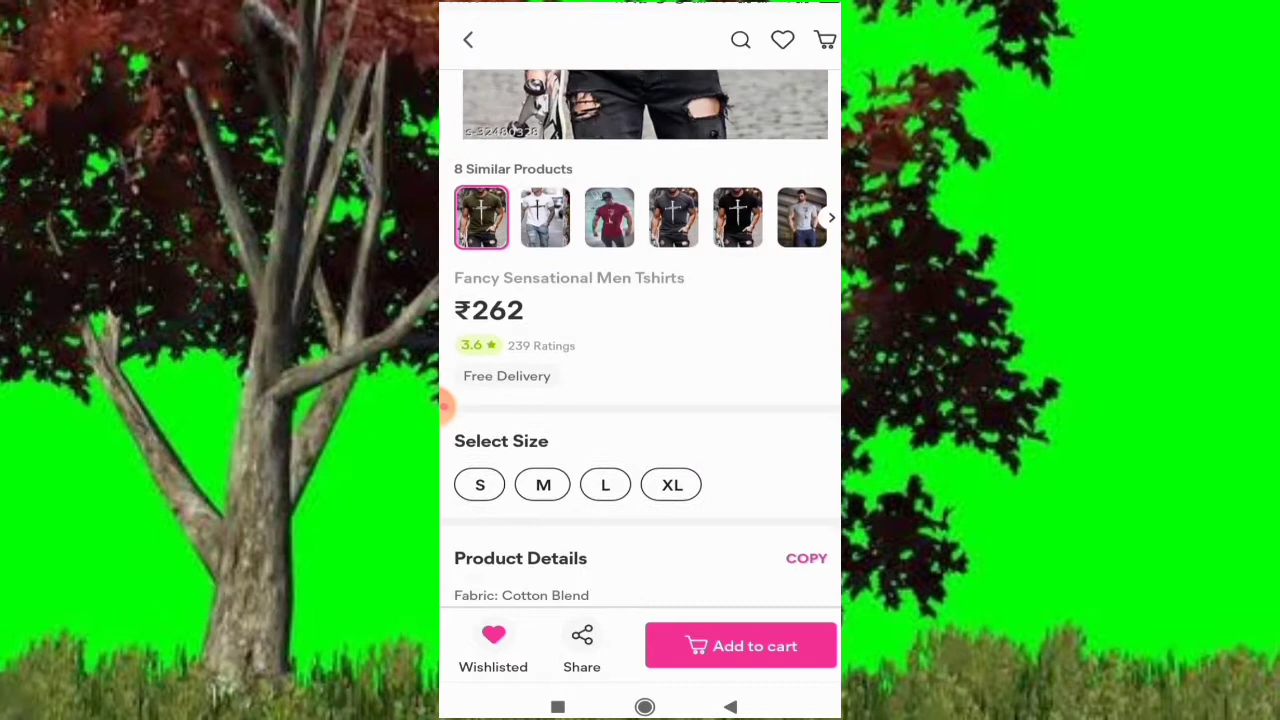 s-32480328
8 Similar Products
Fancy Sensational Men Tshirts
₹262
3.6 ★ 239 Ratings
Free Delivery
Select Size
S M L XL
Product Details COPY
Fabric: Cotton Blend
Wishlisted Share Add to cart